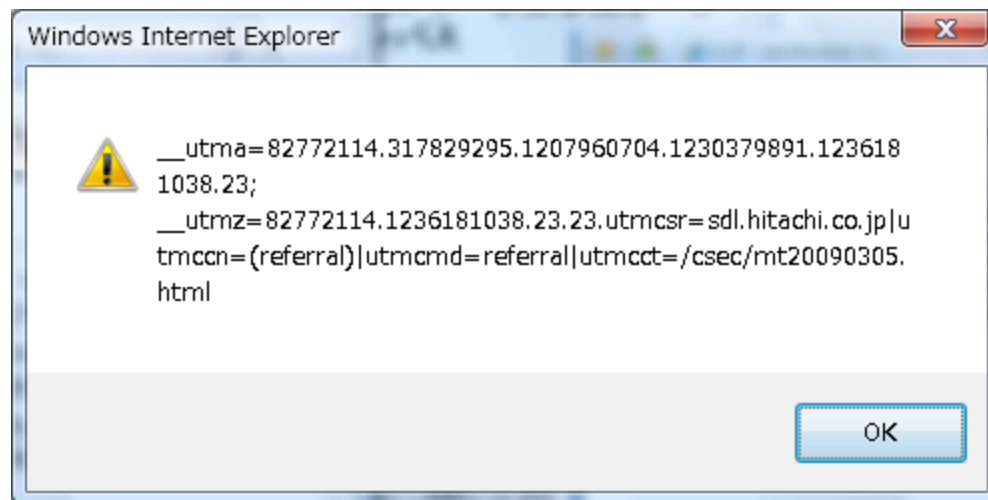 Windows Internet Explorer
__utma=82772114.317829295.1207960704.1230379891.123618
1038.23;
__utmz=82772114.1236181038.23.23.utmcsr=sdl.hitachi.co.jp|u
tmccn=(referral)|utmcmd=referral|utmcct=/csec/mt20090305.
html
OK